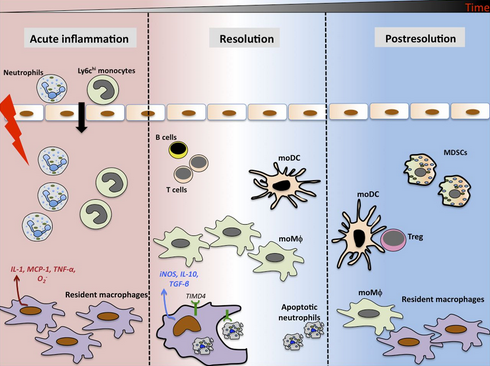 Time
Acute inflammation
Resolution
Postresolution
Neutrophils
Ly6cʰⁱ monocytes
B cells
T cells
moDC
MDSCs
moDC
Treg
moMϕ
IL-1, MCP-1, TNF-α,
O₂⁻
Resident macrophages
iNOS, IL-10,
TGF-β
TIMD4
Apoptotic
neutrophils
moMϕ
Resident macrophages